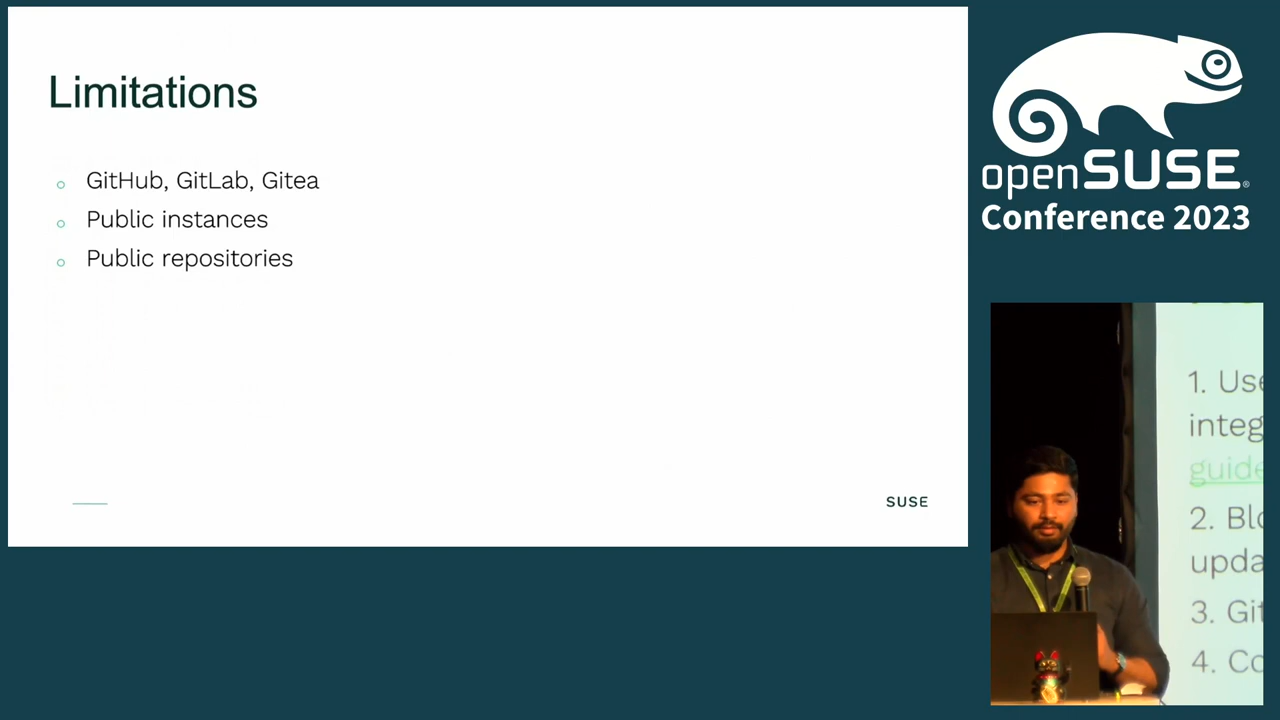 Limitations
GitHub, GitLab, Gitea
Public instances
Public repositories
SUSE
openSUSE®
Conference 2023
1. Use
integ
guide
2. Blo
upda
3. Git
4. Co